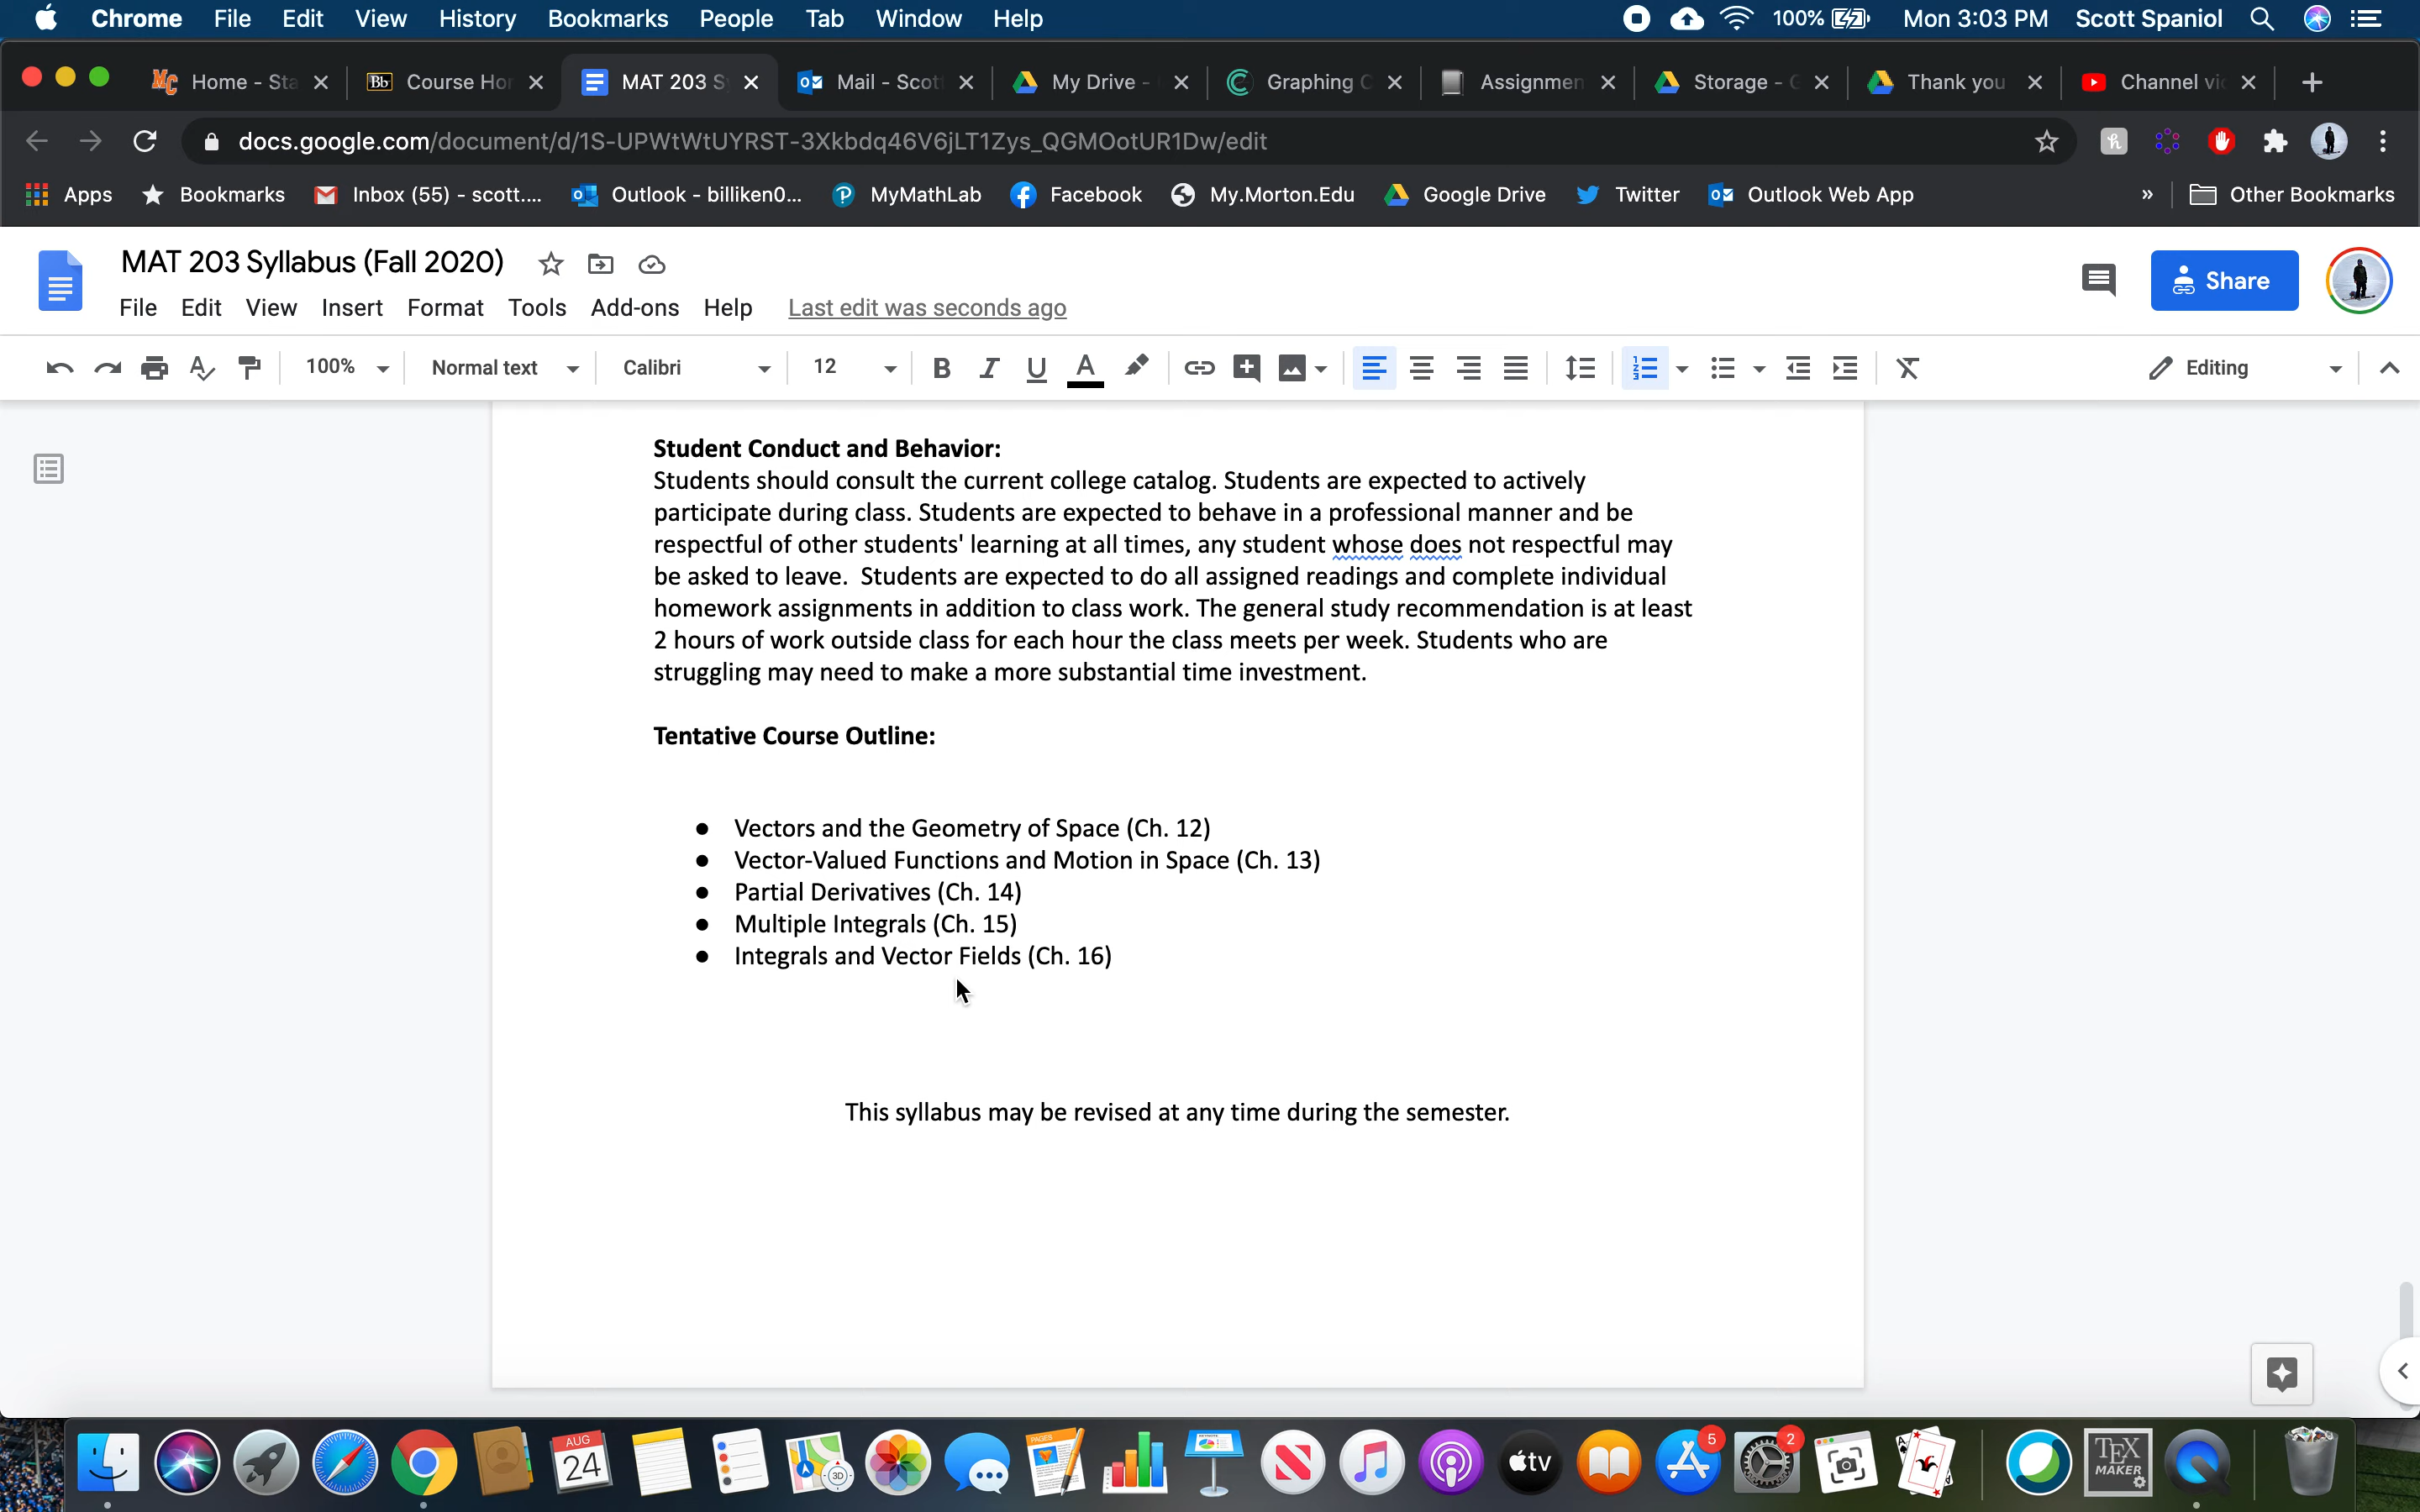 Chrome File Edit View History Bookmarks People Tab Window Help 100% Mon 3:03 PM Scott Spaniol
Home - Sta Course Hor MAT 203 S Mail - Scott My Drive - Graphing C Assignmen Storage - G Thank you Channel vic
docs.google.com/document/d/1S-UPWtWtUYRST-3Xkbdq46V6jLT1Zys_QGMOotUR1Dw/edit
Apps Bookmarks Inbox (55) - scott.... Outlook - billiken0... MyMathLab Facebook My.Morton.Edu Google Drive Twitter Outlook Web App » Other Bookmarks
MAT 203 Syllabus (Fall 2020)
Share
File Edit View Insert Format Tools Add-ons Help Last edit was seconds ago
100% Normal text Calibri 12 B I U A Editing
Student Conduct and Behavior:
Students should consult the current college catalog. Students are expected to actively
participate during class. Students are expected to behave in a professional manner and be
respectful of other students' learning at all times, any student whose does not respectful may
be asked to leave.  Students are expected to do all assigned readings and complete individual
homework assignments in addition to class work. The general study recommendation is at least
2 hours of work outside class for each hour the class meets per week. Students who are
struggling may need to make a more substantial time investment.
Tentative Course Outline:
● Vectors and the Geometry of Space (Ch. 12)
● Vector-Valued Functions and Motion in Space (Ch. 13)
● Partial Derivatives (Ch. 14)
● Multiple Integrals (Ch. 15)
● Integrals and Vector Fields (Ch. 16)
This syllabus may be revised at any time during the semester.
AUG
24
PAGES
3D
tv
5
2
TEX
MAKER